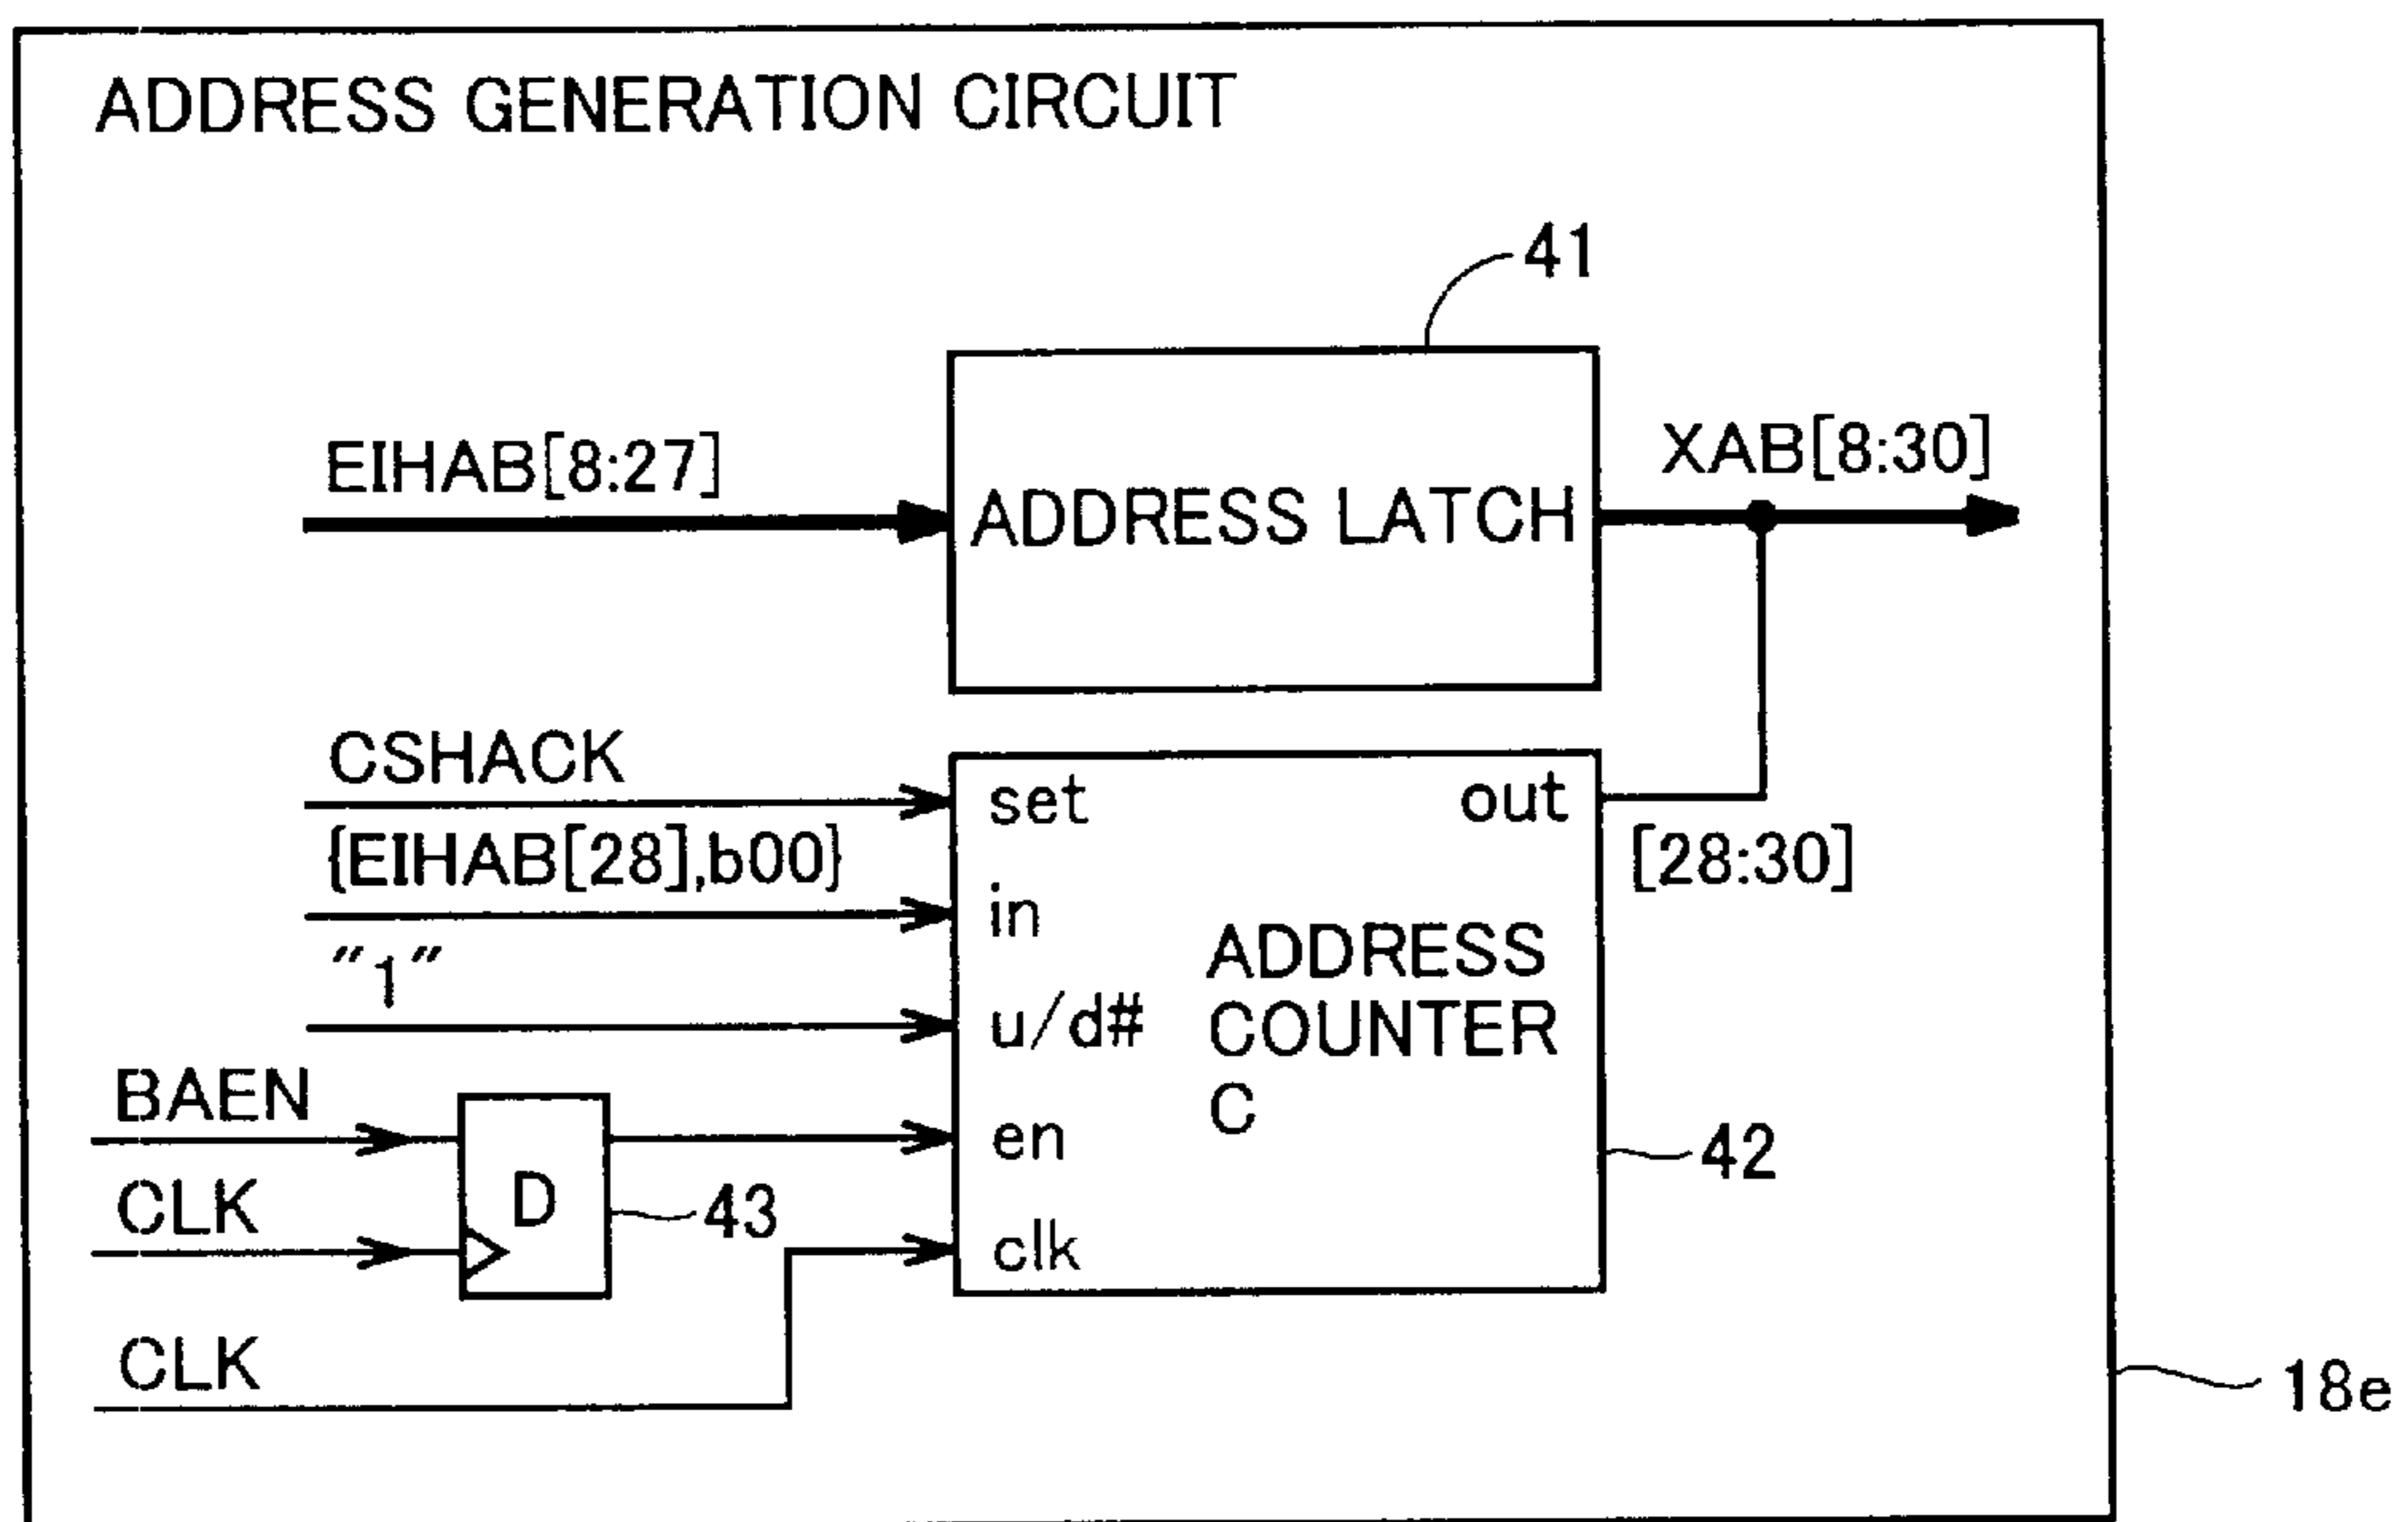 ADDRESS GENERATION CIRCUIT
41
EIHAB[8:27]
ADDRESS LATCH
XAB[8:30]
CSHACK
set
out
{EIHAB[28],b00}
[28:30]
in
"1"
ADDRESS
COUNTER
C
u/d#
BAEN
en
42
CLK
D
43
clk
CLK
18e